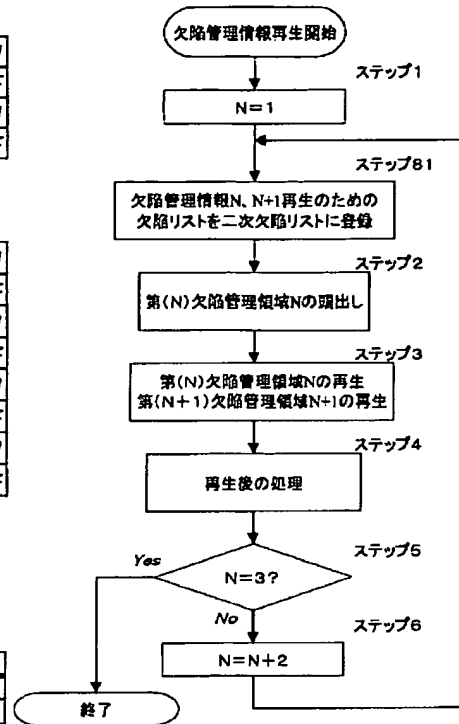 欠陥管理情報再生開始
ステップ1
N=1
ステップ81
欠陥管理情報N、N+1再生のための
欠陥リストを二次欠陥リストに登録
ステップ2
第(N)欠陥管理領域Nの頭出し
ステップ3
第(N)欠陥管理領域Nの再生
第(N+1)欠陥管理領域N+1の再生
ステップ4
再生後の処理
ステップ5
Yes
N=3?
No
ステップ6
N=N+2
終了